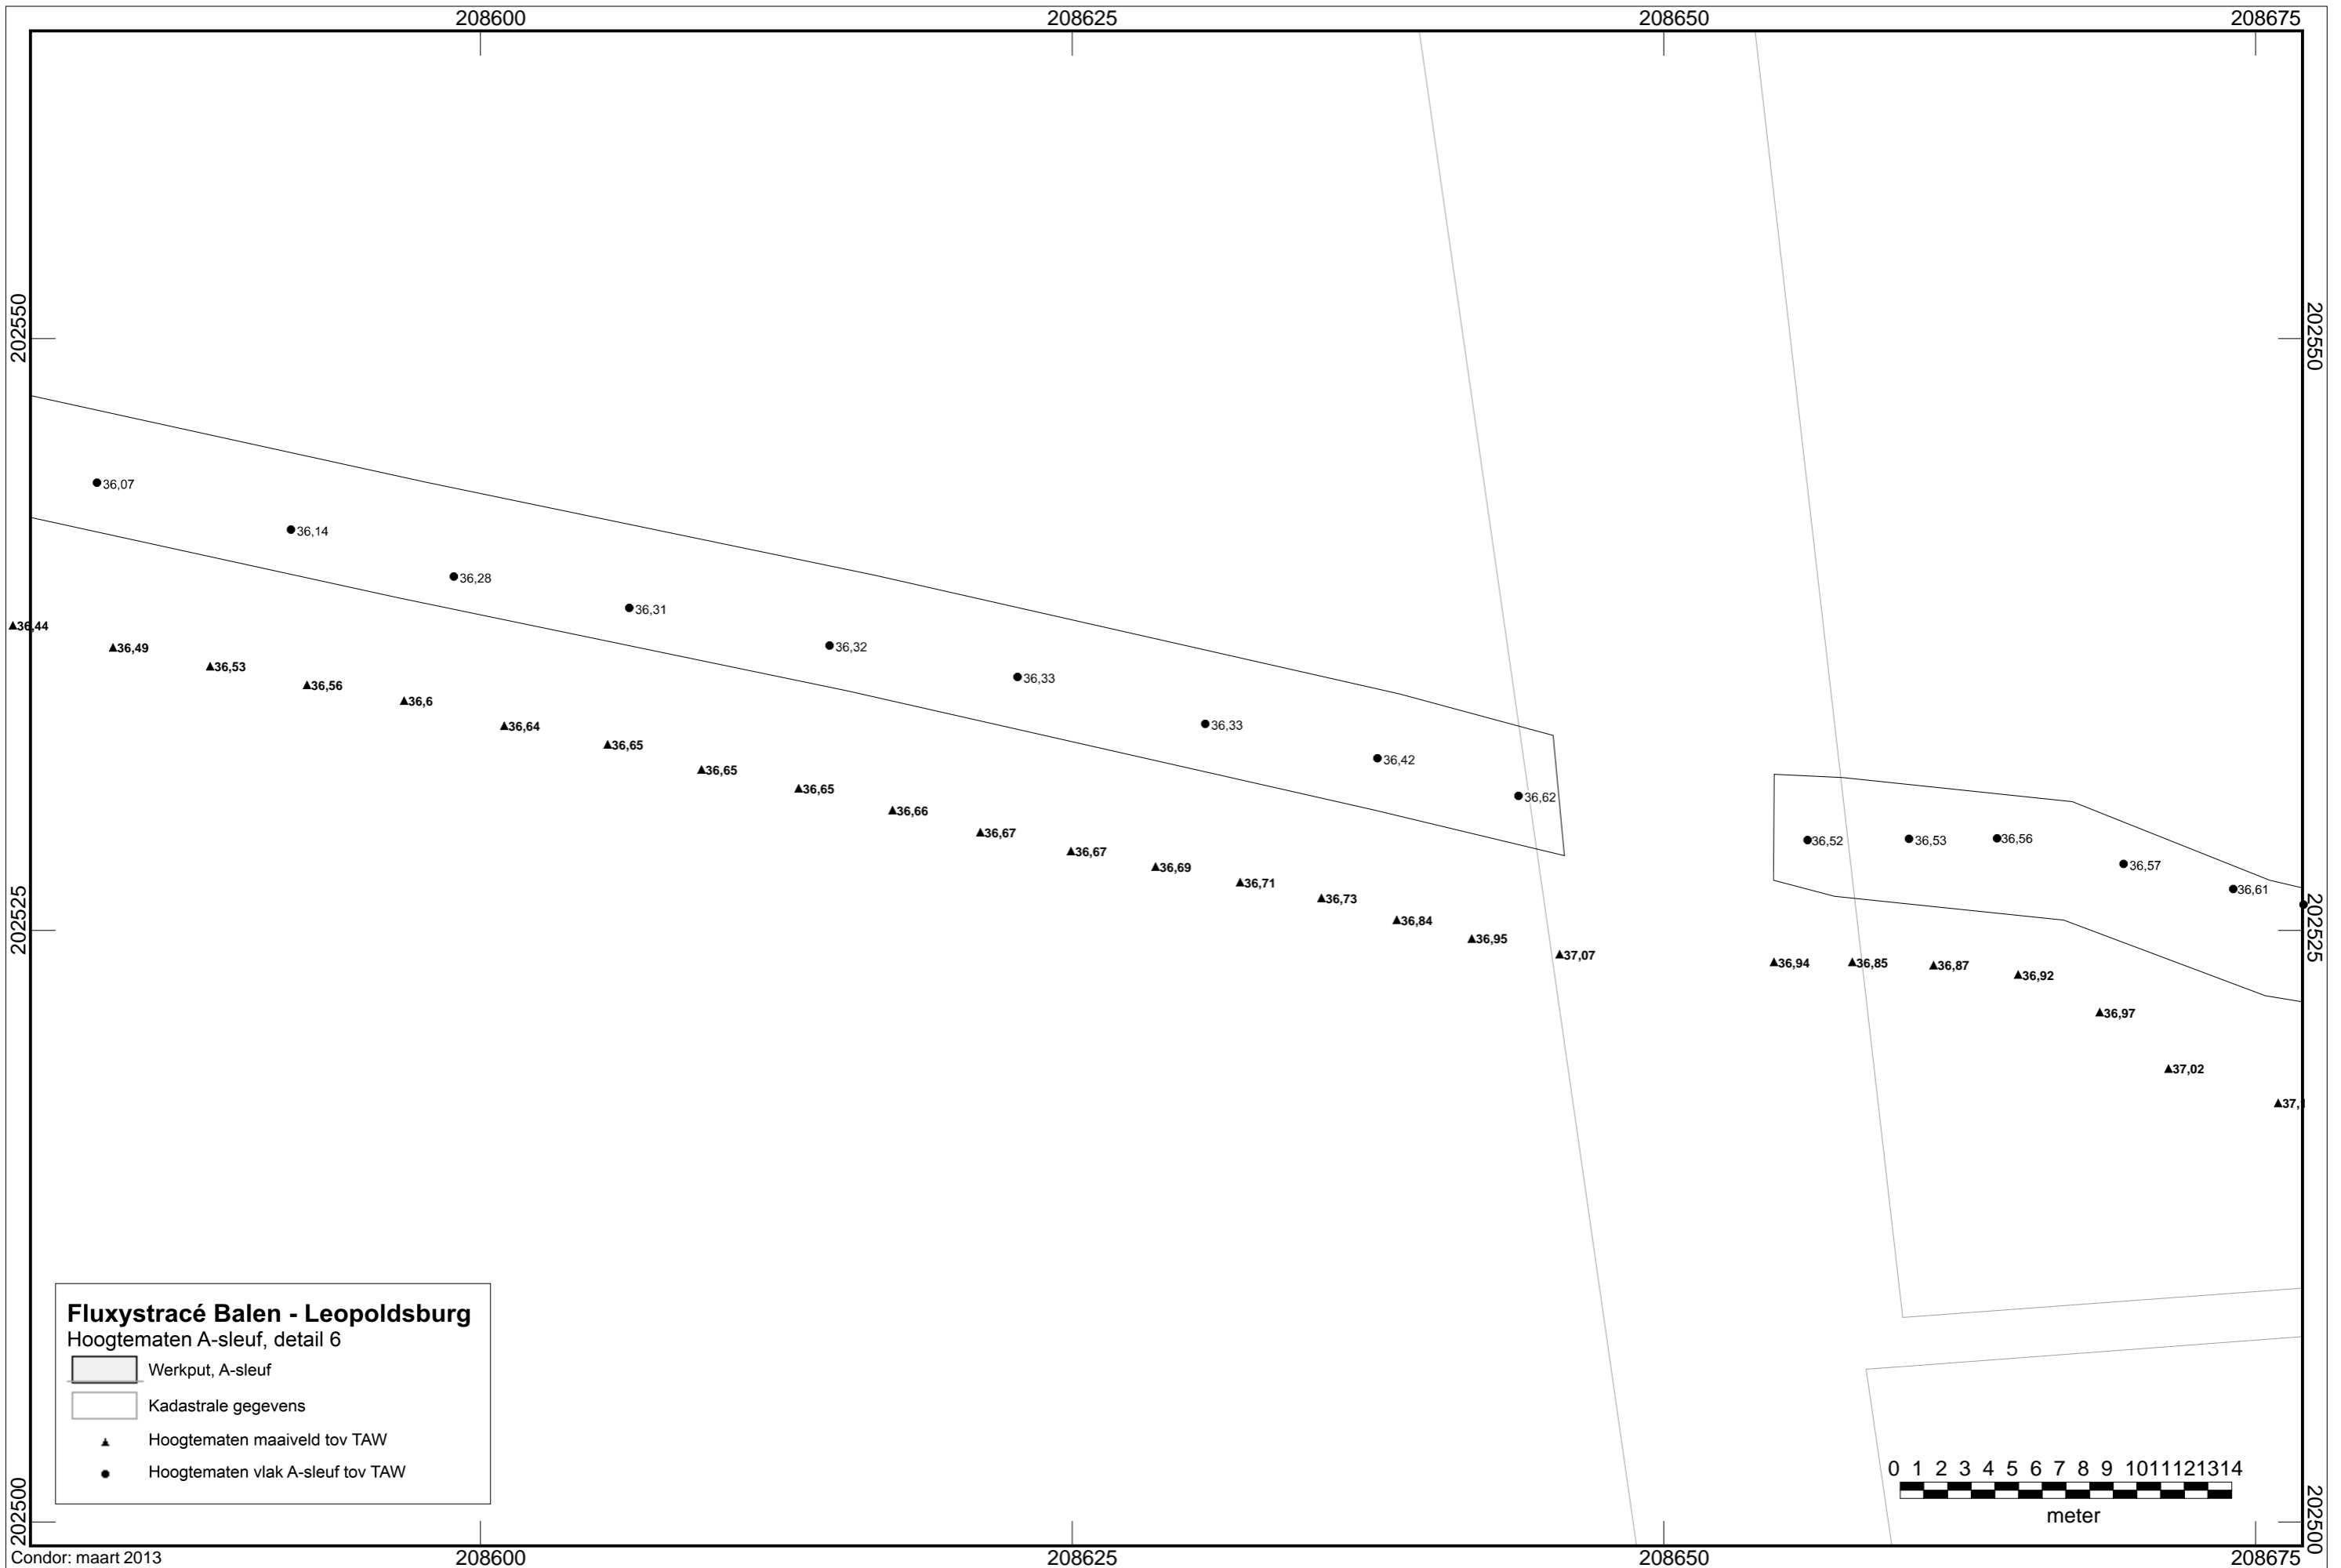 208600 208625 208650 208675
202550 202550
36,07
36,14
36,28
36,31
36,44
36,49
36,32
36,53
36,33
36,56
36,6
36,33
36,64
36,65
36,42
36,65
36,65
36,62
36,66
36,67
36,52 36,53 36,56
36,67
36,57
36,69
36,71
36,61
36,73
36,84
202525 202525
36,95
37,07
36,94 36,85 36,87
36,92
36,97
37,02
Fluxystracé Balen - Leopoldsburg
Hoogtematen A-sleuf, detail 6
Werkput, A-sleuf
Kadastrale gegevens
Hoogtematen maaiveld tov TAW
Hoogtematen vlak A-sleuf tov TAW
0 1 2 3 4 5 6 7 8 9 10 11 12 13 14
meter
202500 202500
Condor: maart 2013
208600 208625 208650 208675